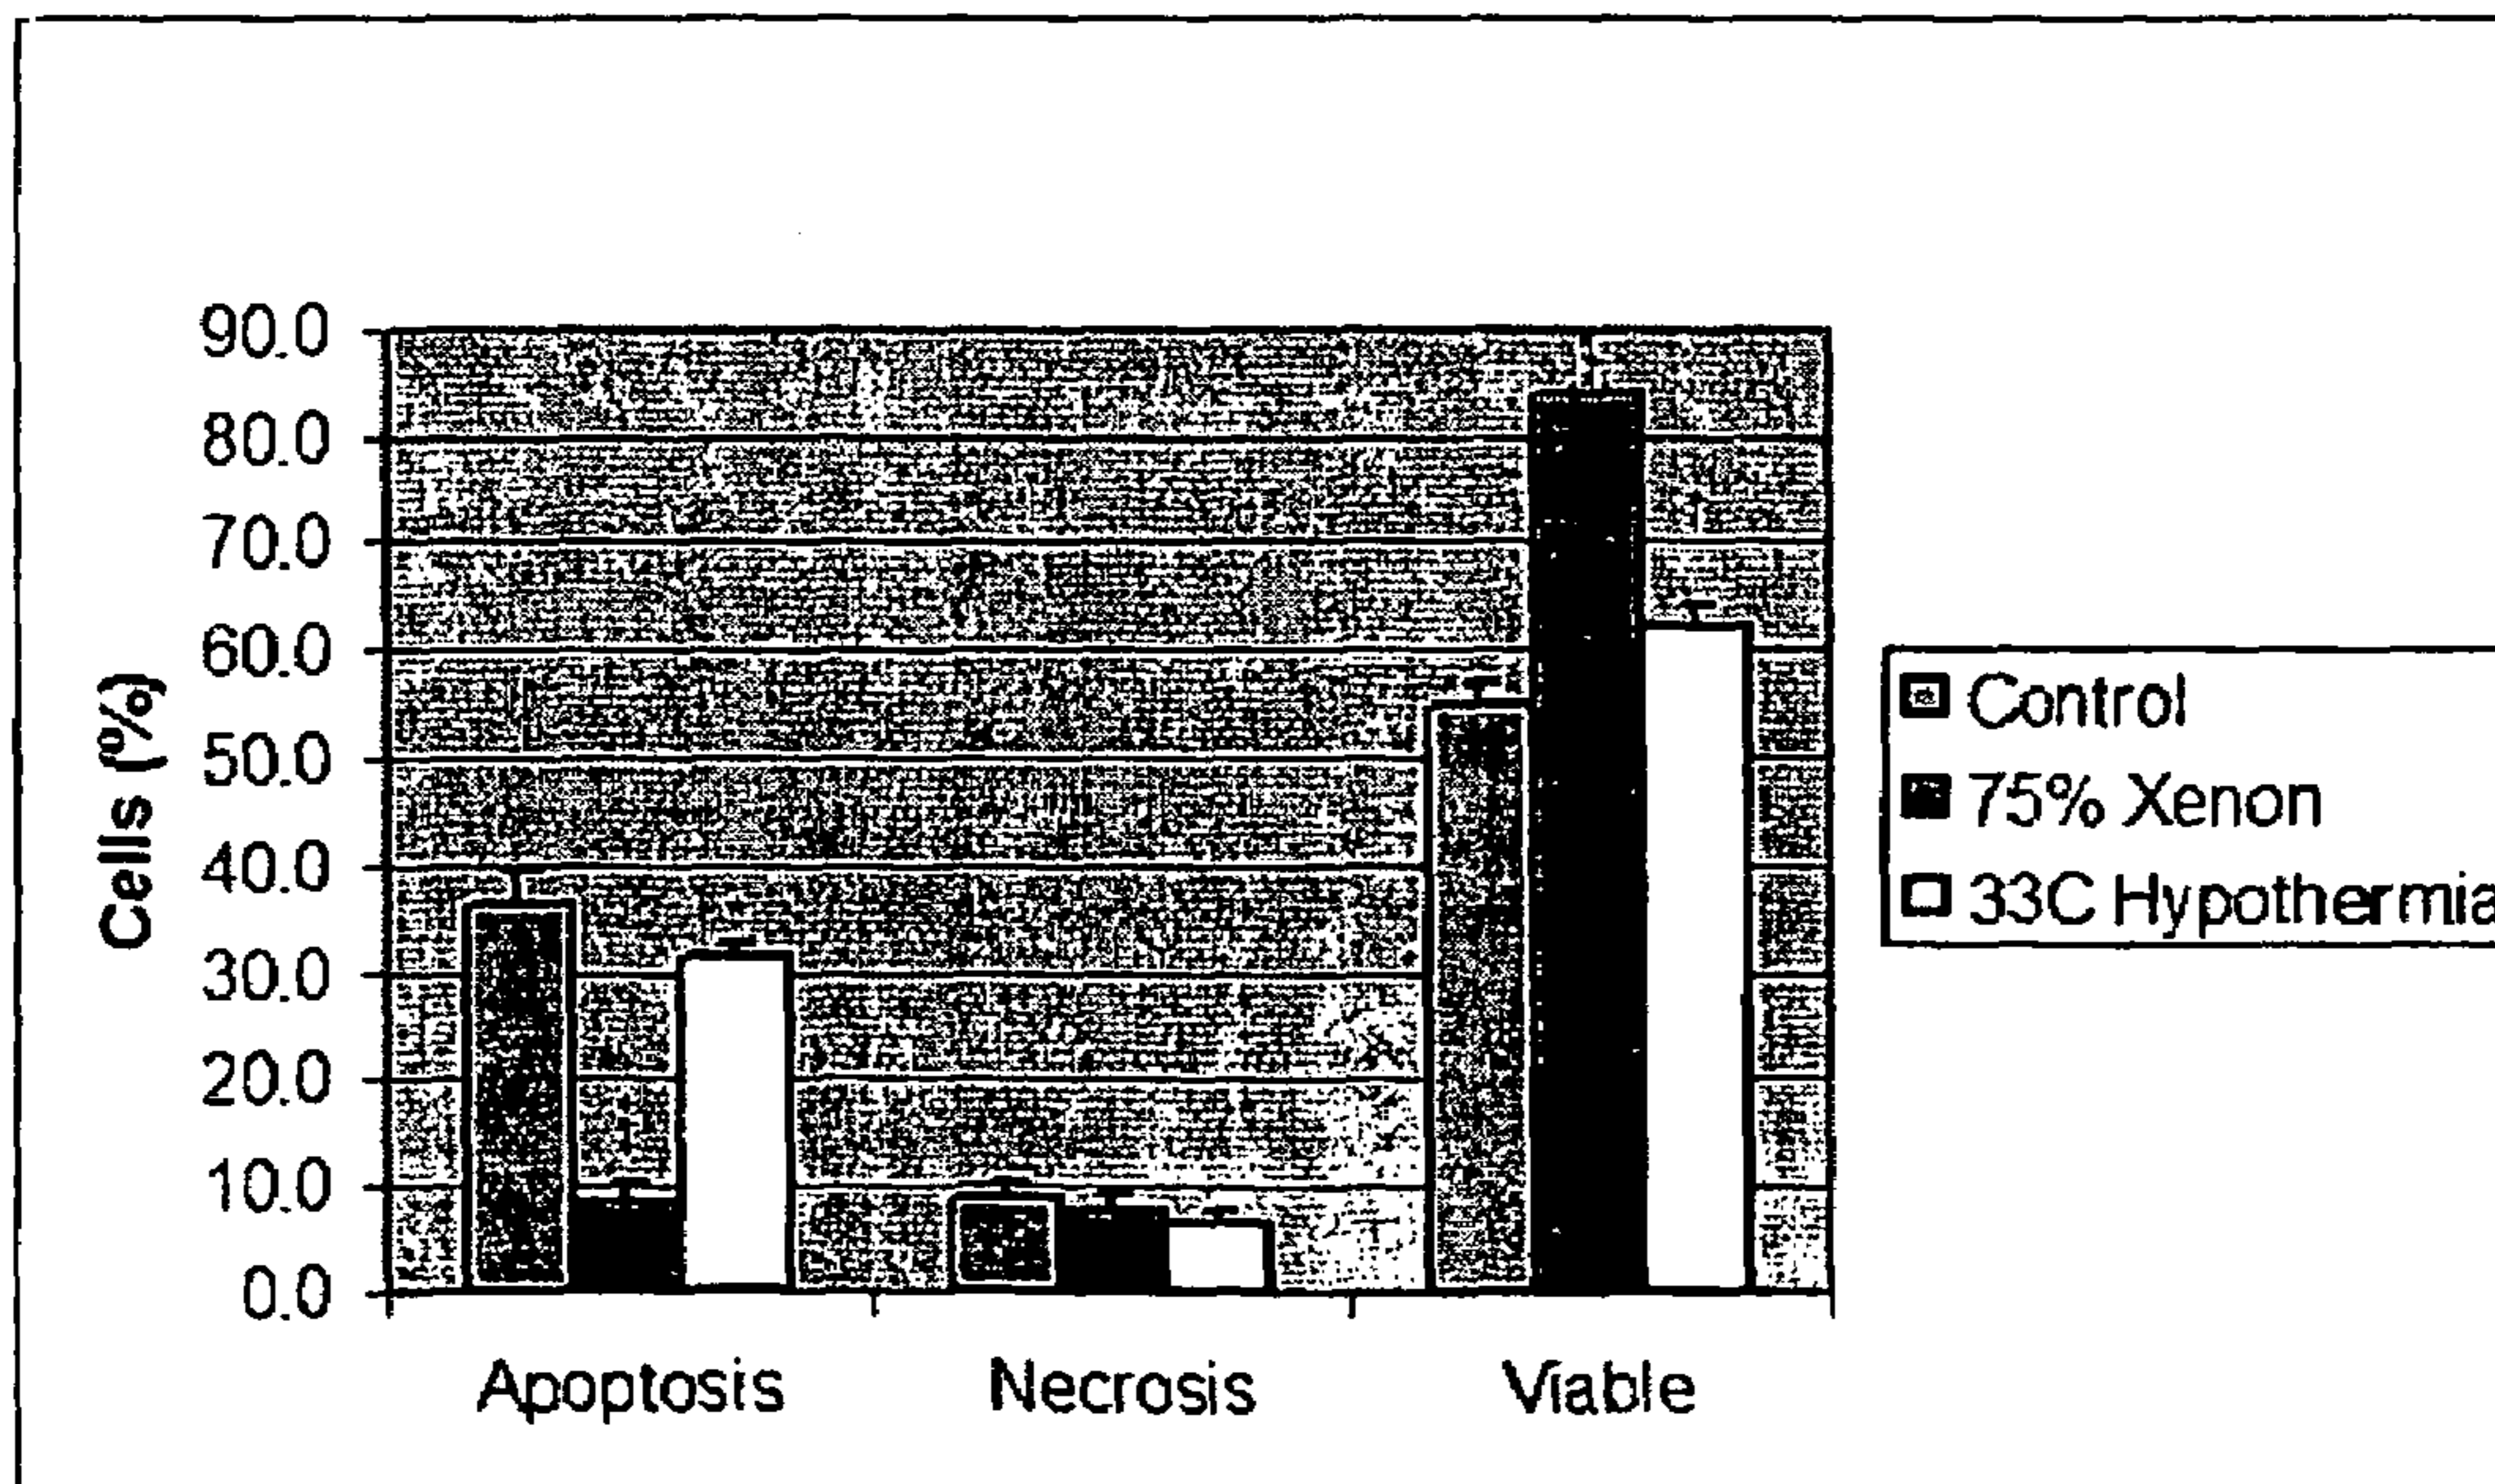 90.0
80.0
70.0
60.0
50.0
40.0
30.0
20.0
10.0
0.0
Cells (%)
Apoptosis Necrosis Viable
Control
75% Xenon
33C Hypothermia